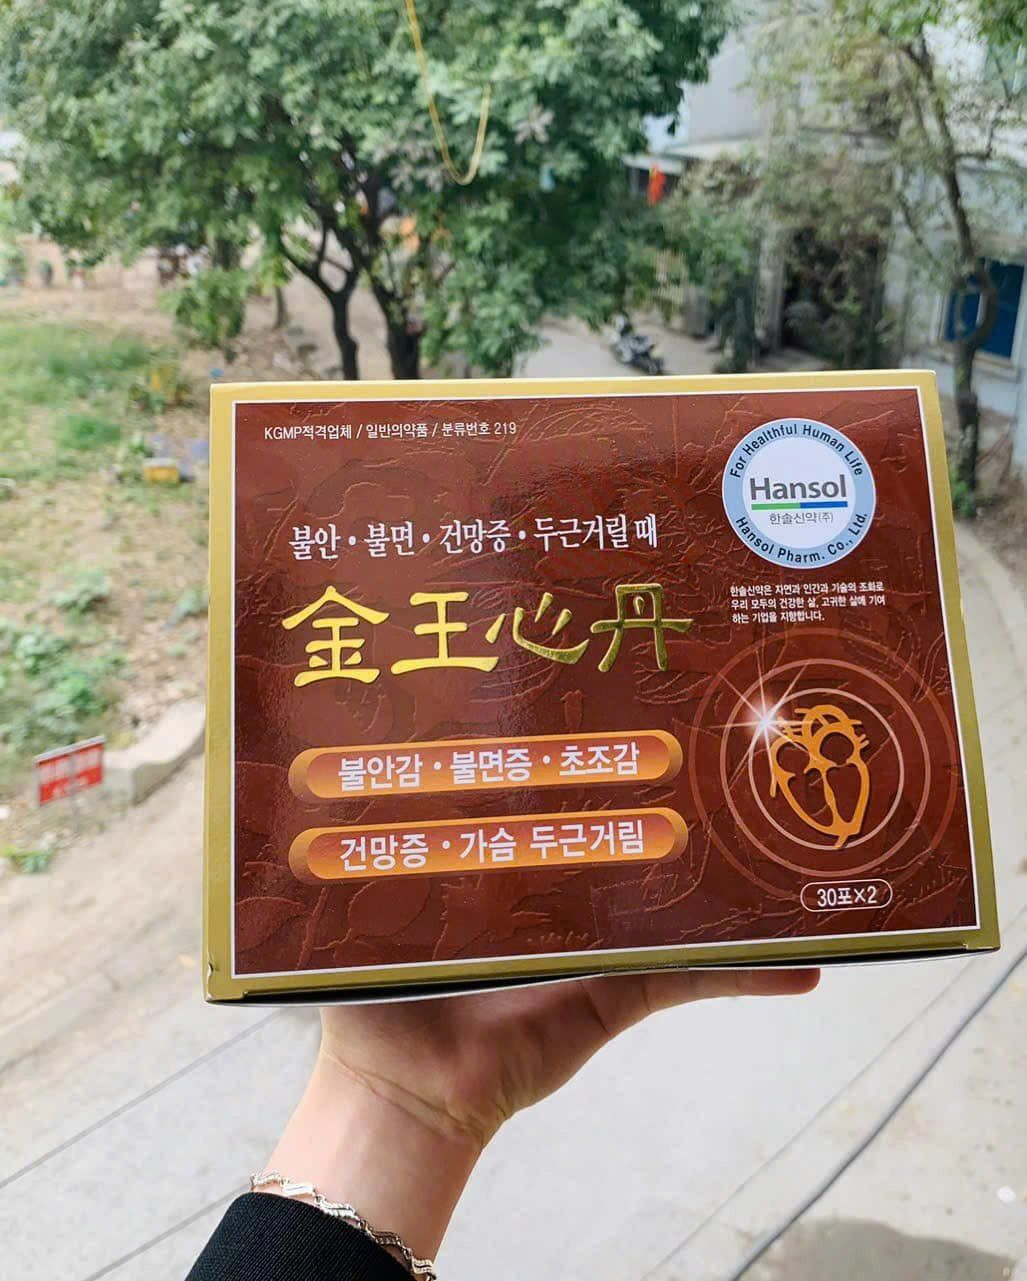 KGMP적격업체 / 일반의약품 / 분류번호 219
For Healthful Human Life
Hansol
한솔신약(주)
Hansol Pharm. Co., Ltd.
불안 · 불면 · 건망증 · 두근거릴 때
金王心丹
한솔신약은 자연과 인간과 기술의 조화로
우리 모두의 건강한 삶, 고귀한 삶에 기여
하는 기업을 지향합니다.
불안감 · 불면증 · 초조감
건망증 · 가슴 두근거림
30포×2